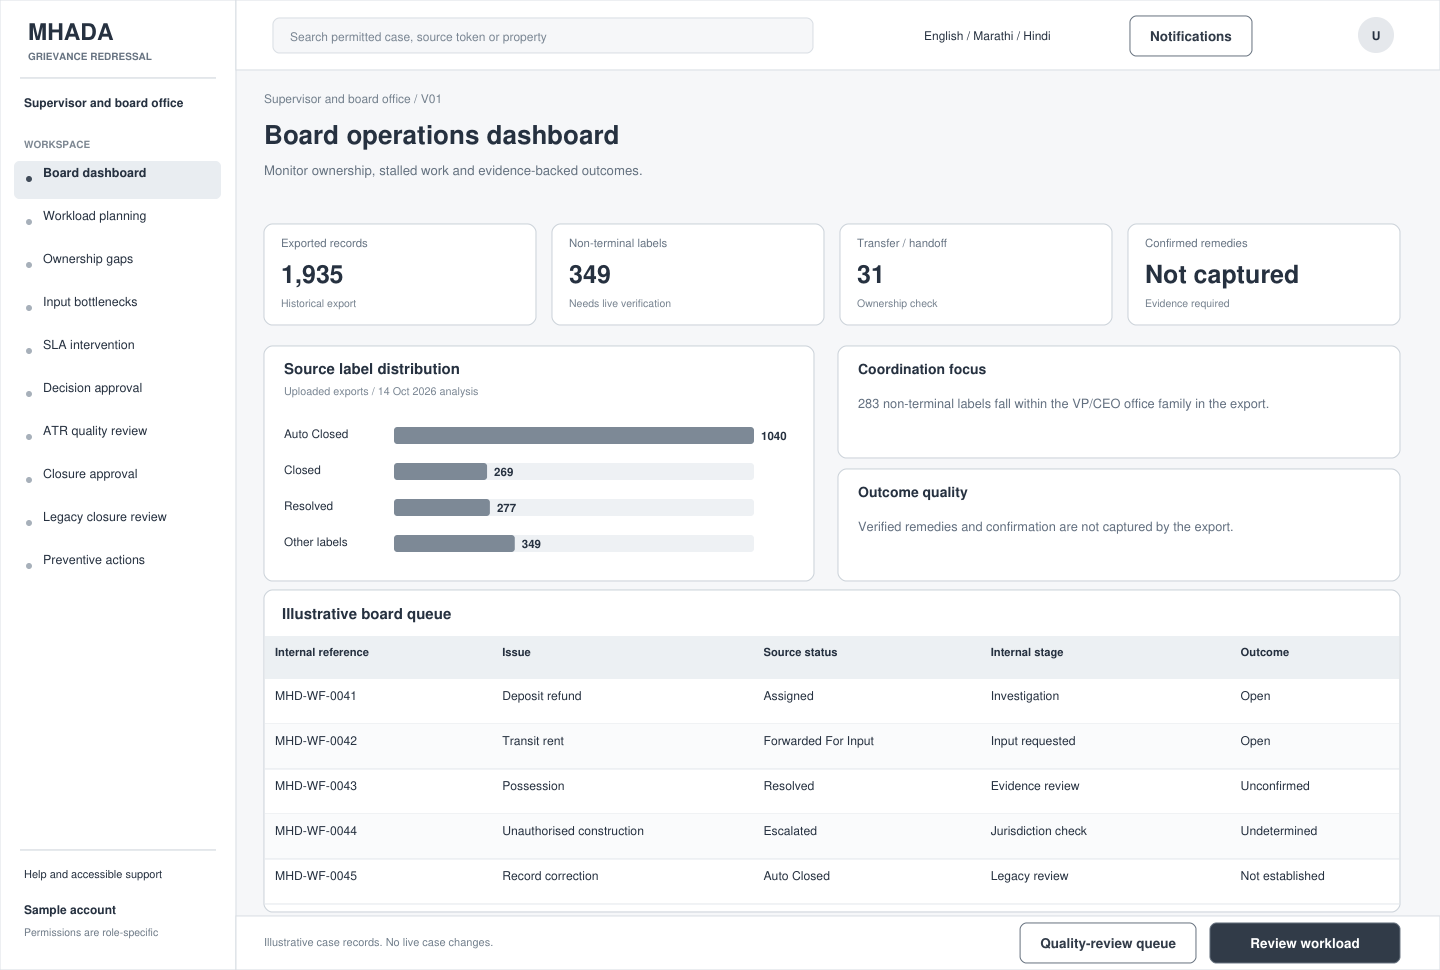 MHADA
GRIEVANCE REDRESSAL
Supervisor and board office
WORKSPACE
Board dashboard
Workload planning
Ownership gaps
Input bottlenecks
SLA intervention
Decision approval
ATR quality review
Closure approval
Legacy closure review
Preventive actions
Help and accessible support
Sample account
Permissions are role-specific
Search permitted case, source token or property
English / Marathi / Hindi
Notifications
U
Supervisor and board office / V01
Board operations dashboard
Monitor ownership, stalled work and evidence-backed outcomes.
Exported records
1,935
Historical export
Non-terminal labels
349
Needs live verification
Transfer / handoff
31
Ownership check
Confirmed remedies
Not captured
Evidence required
Source label distribution
Uploaded exports / 14 Oct 2026 analysis
Auto Closed 1040
Closed 269
Resolved 277
Other labels 349
Coordination focus
283 non-terminal labels fall within the VP/CEO office family in the export.
Outcome quality
Verified remedies and confirmation are not captured by the export.
Illustrative board queue
Internal reference Issue Source status Internal stage Outcome
MHD-WF-0041 Deposit refund Assigned Investigation Open
MHD-WF-0042 Transit rent Forwarded For Input Input requested Open
MHD-WF-0043 Possession Resolved Evidence review Unconfirmed
MHD-WF-0044 Unauthorised construction Escalated Jurisdiction check Undetermined
MHD-WF-0045 Record correction Auto Closed Legacy review Not established
Illustrative case records. No live case changes.
Quality-review queue
Review workload